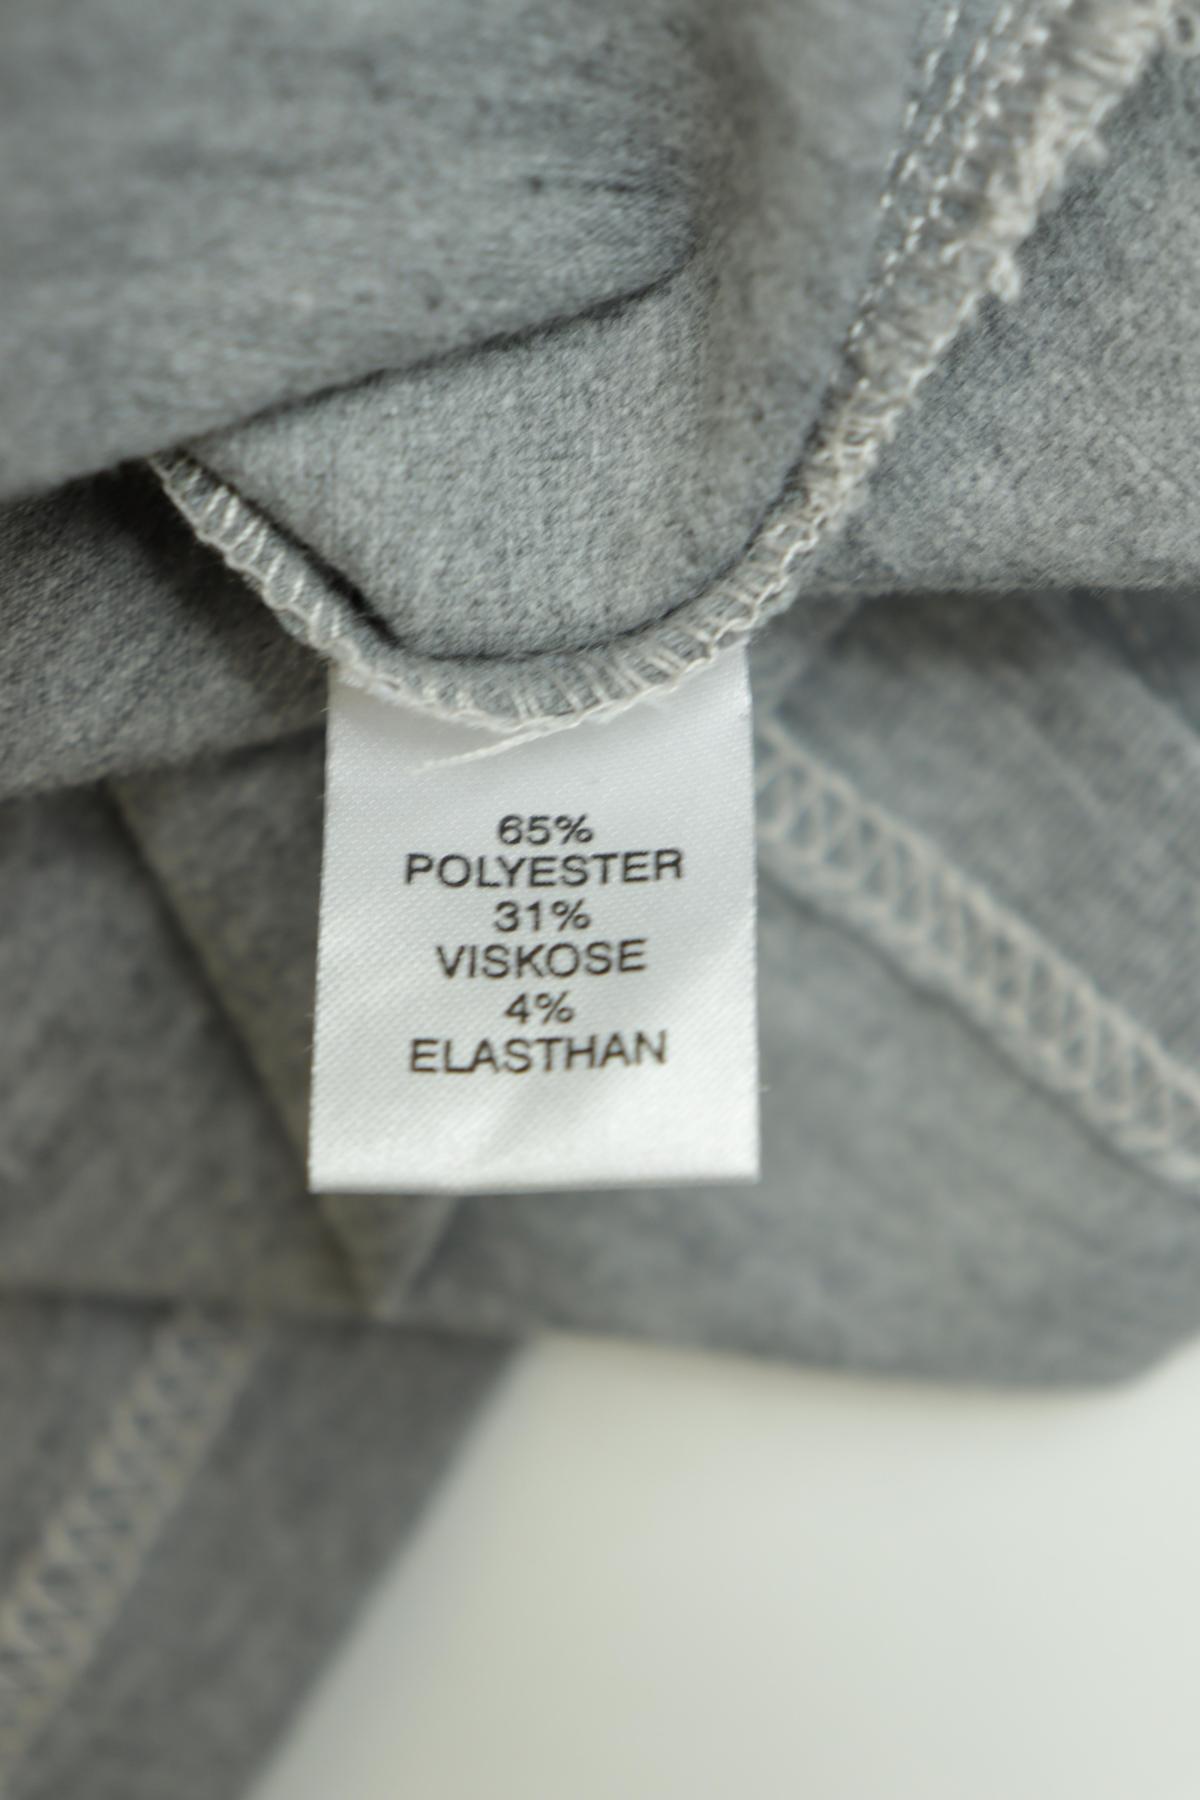 65%
POLYESTER
31%
VISKOSE
4%
ELASTHAN